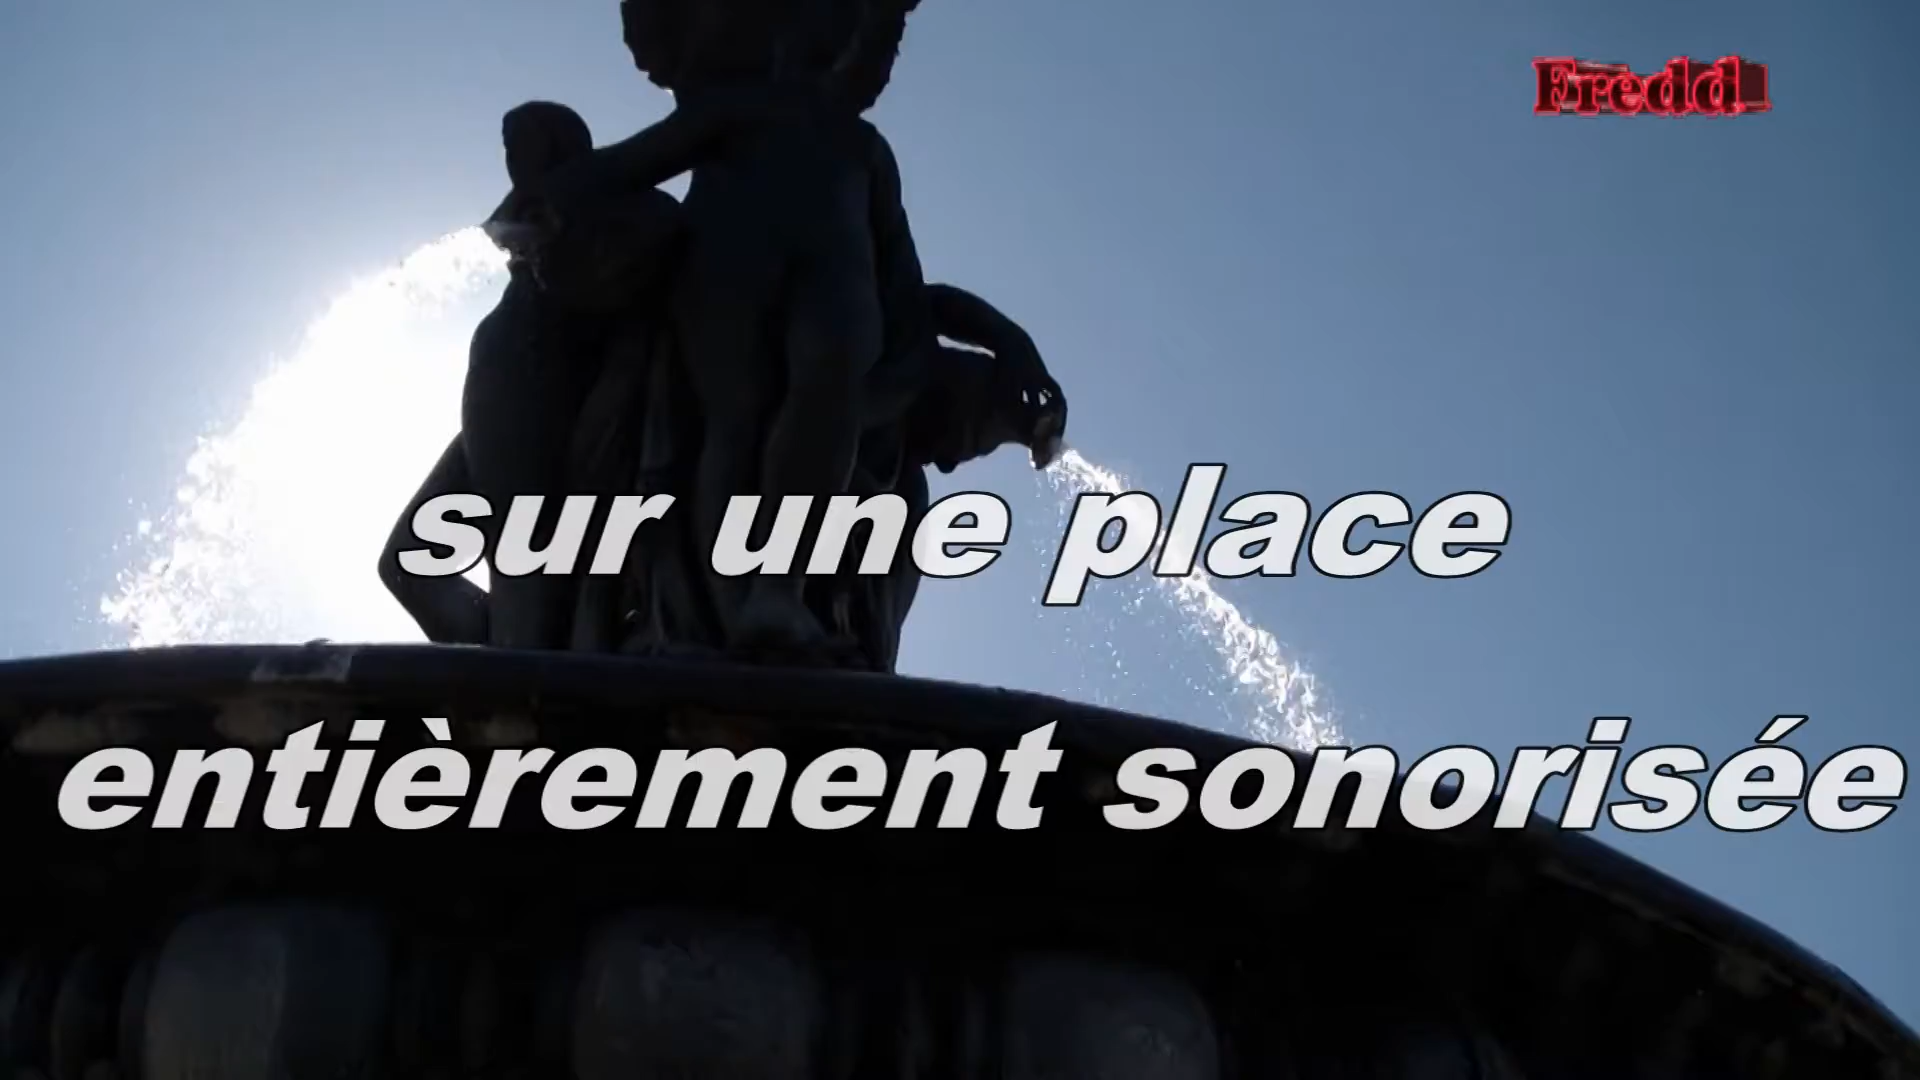 Fredd
sur une place
entièrement sonorisée